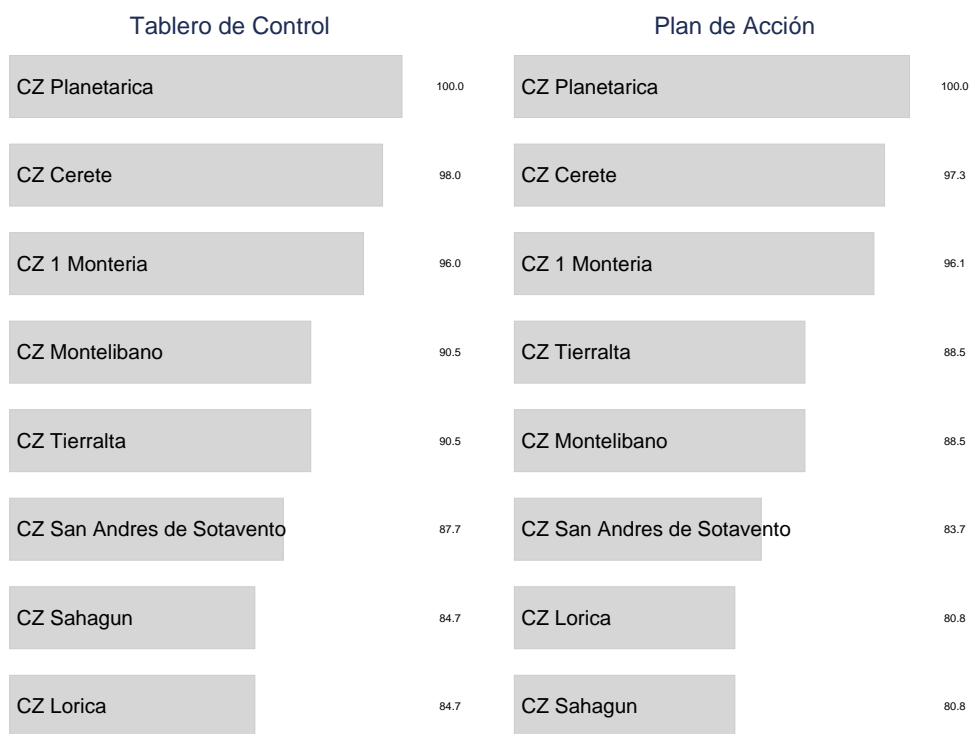 Tablero de Control
CZ Planetarica 100.0
CZ Cerete 98.0
CZ 1 Monteria 96.0
CZ Montelibano 90.5
CZ Tierralta 90.5
CZ San Andres de Sotavento 87.7
CZ Sahagun 84.7
CZ Lorica 84.7
Plan de Acción
CZ Planetarica 100.0
CZ Cerete 97.3
CZ 1 Monteria 96.1
CZ Tierralta 88.5
CZ Montelibano 88.5
CZ San Andres de Sotavento 83.7
CZ Lorica 80.8
CZ Sahagun 80.8